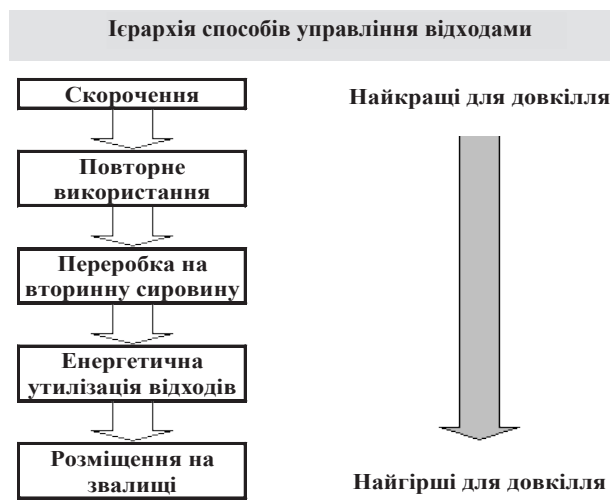 Ієрархія способів управління відходами
Скорочення
Найкращі для довкілля
Повторне
використання
Переробка на
вторинну сировину
Енергетична
утилізація відходів
Розміщення на
звалищі
Найгірші для довкілля